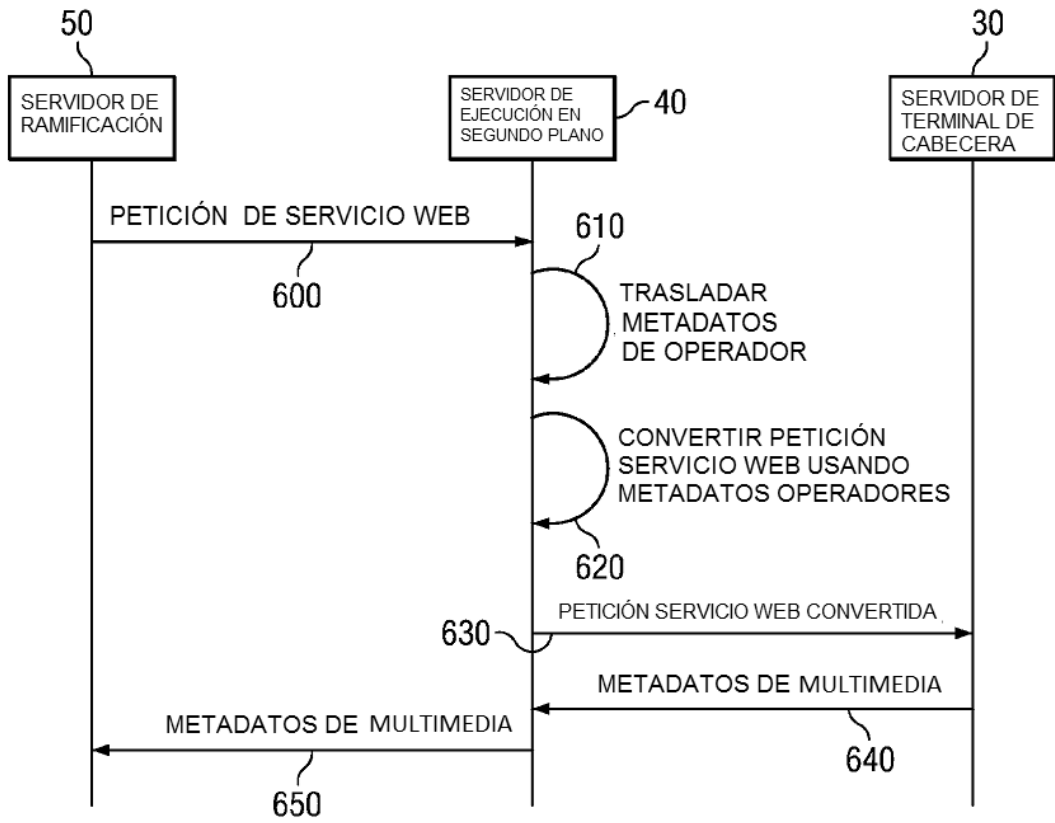 50
30
SERVIDOR DE
RAMIFICACIÓN
SERVIDOR DE
EJECUCIÓN EN
SEGUNDO PLANO
40
SERVIDOR DE
TERMINAL DE
CABECERA
PETICIÓN DE SERVICIO WEB
600
610
TRASLADAR
METADATOS
DE OPERADOR
CONVERTIR PETICIÓN
SERVICIO WEB USANDO
METADATOS OPERADORES
620
PETICIÓN SERVICIO WEB CONVERTIDA
630
METADATOS DE MULTIMEDIA
640
METADATOS DE MULTIMEDIA
650